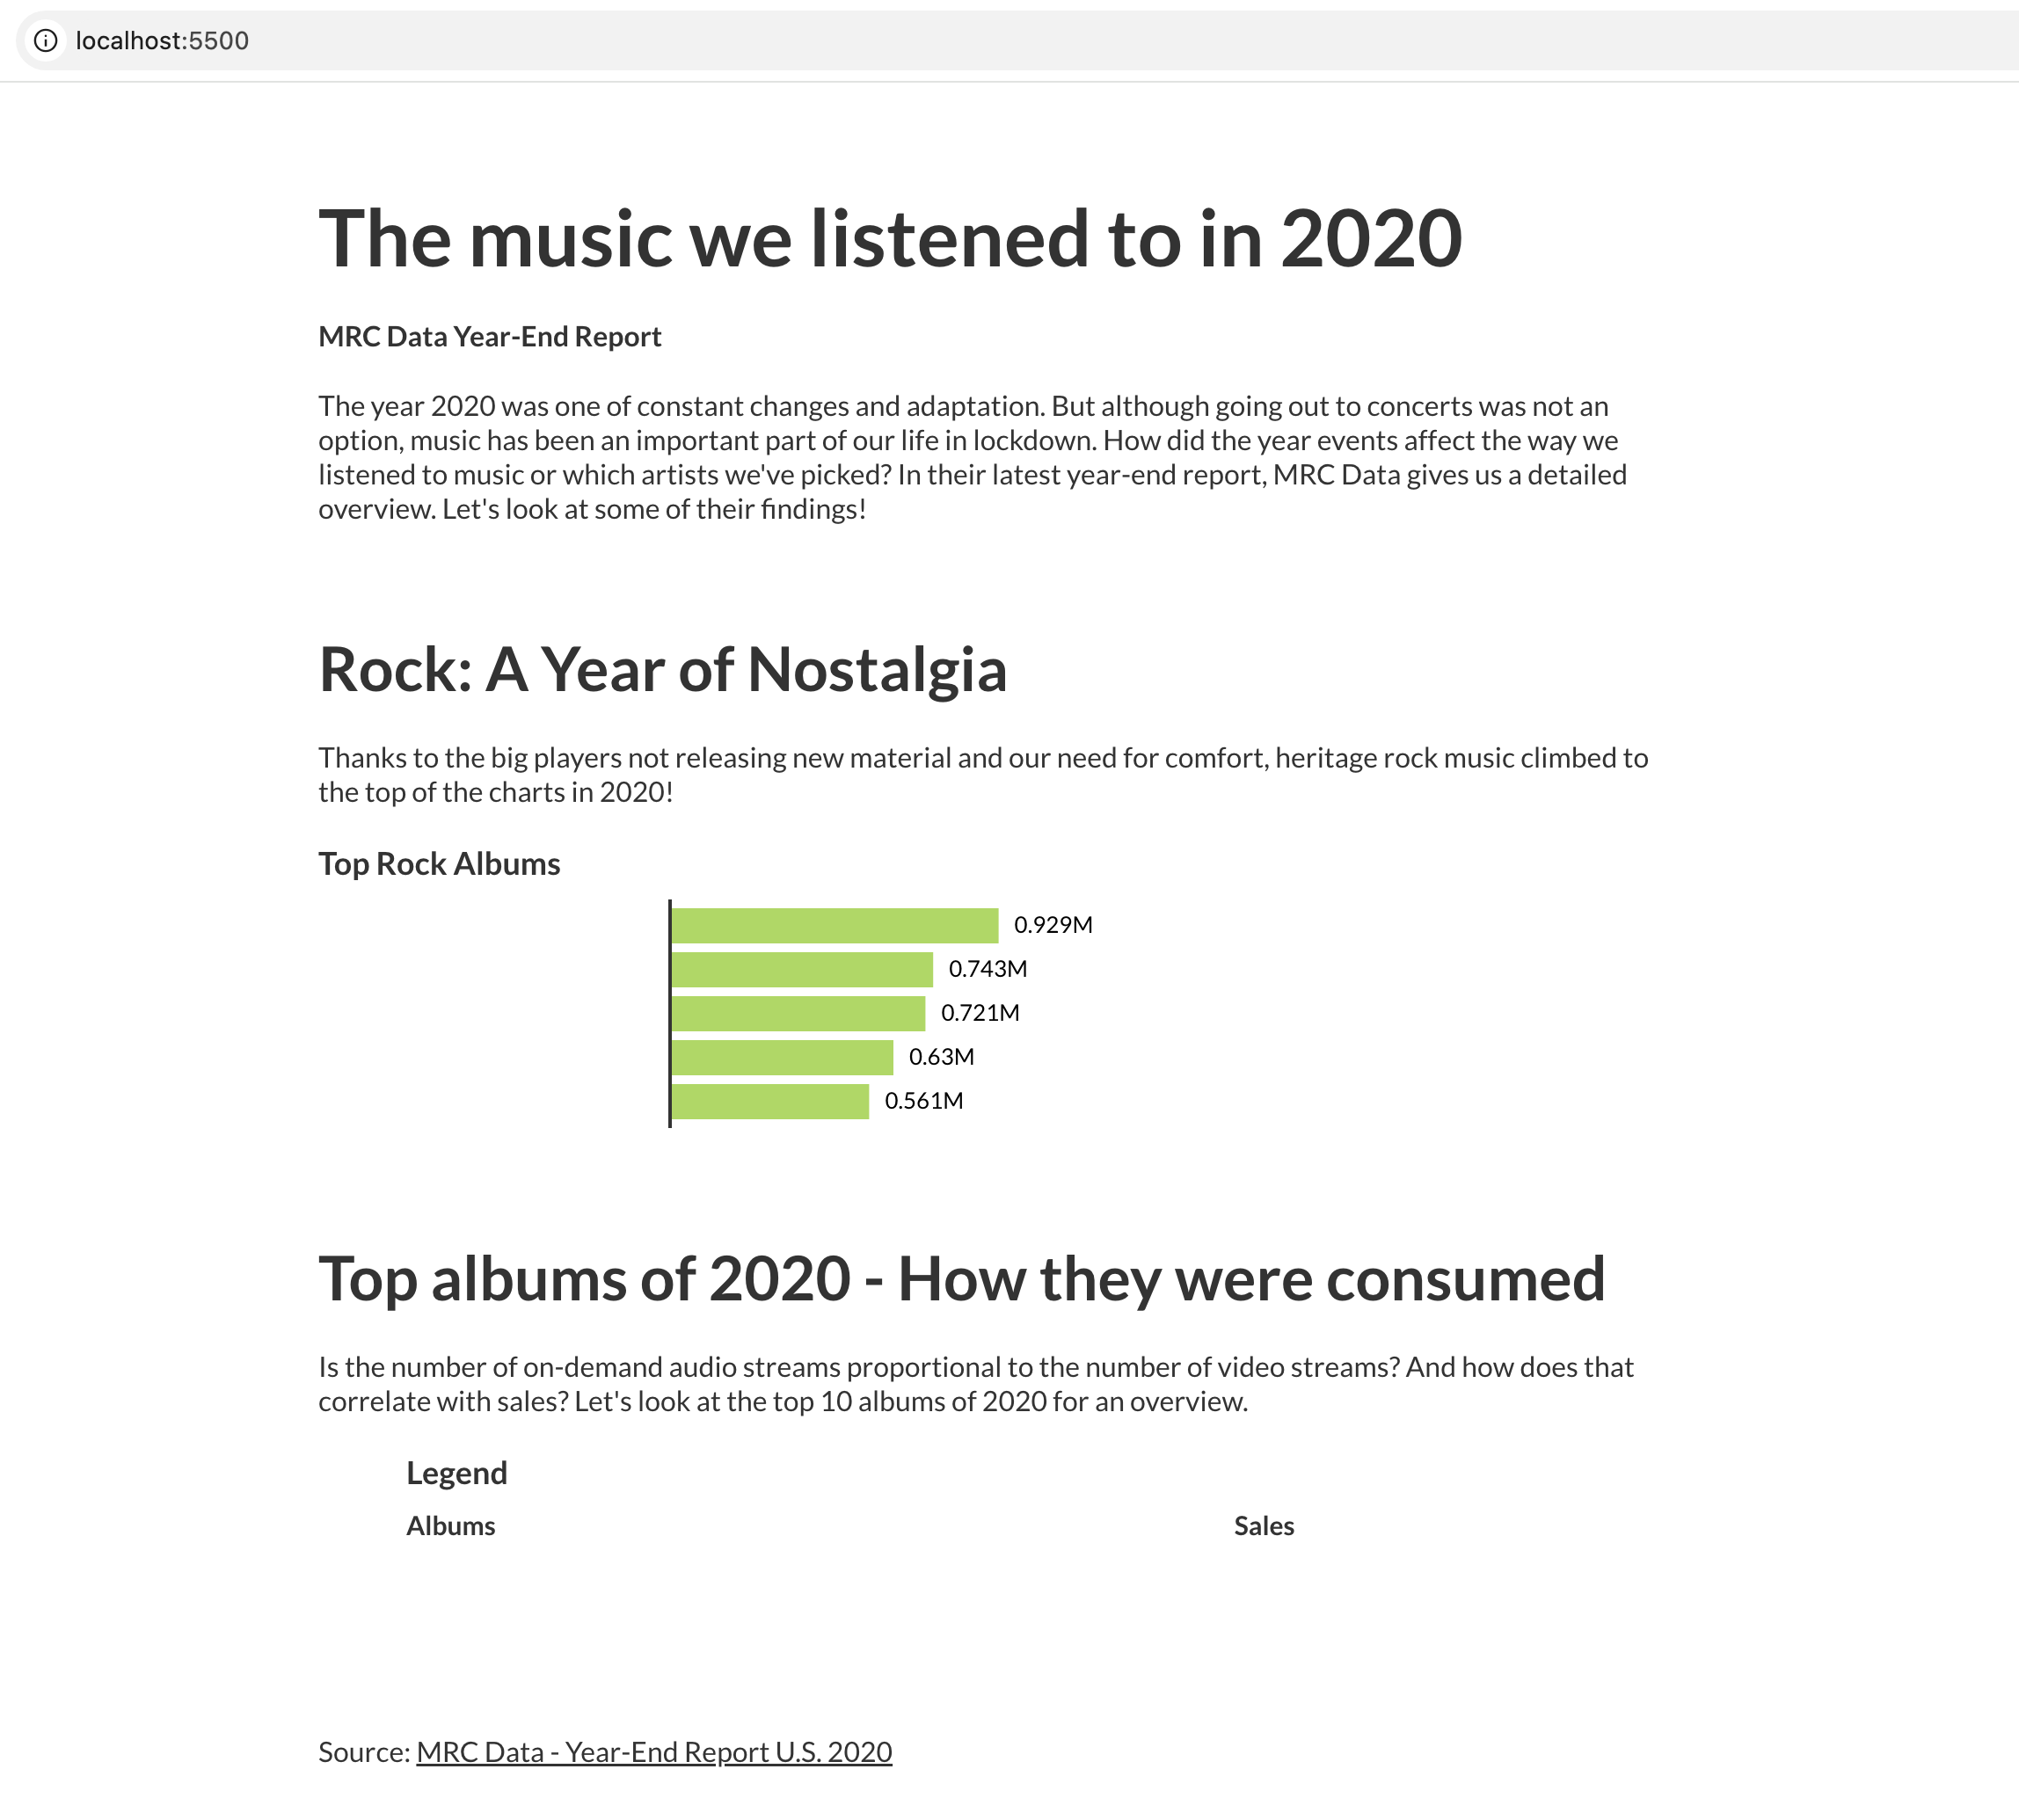 localhost:5500
The music we listened to in 2020
MRC Data Year-End Report
The year 2020 was one of constant changes and adaptation. But although going out to concerts was not an
option, music has been an important part of our life in lockdown. How did the year events affect the way we
listened to music or which artists we've picked? In their latest year-end report, MRC Data gives us a detailed
overview. Let's look at some of their findings!
Rock: A Year of Nostalgia
Thanks to the big players not releasing new material and our need for comfort, heritage rock music climbed to
the top of the charts in 2020!
Top Rock Albums
0.929M
0.743M
0.721M
0.63M
0.561M
Top albums of 2020 - How they were consumed
Is the number of on-demand audio streams proportional to the number of video streams? And how does that
correlate with sales? Let's look at the top 10 albums of 2020 for an overview.
Legend
Albums Sales
Source: MRC Data - Year-End Report U.S. 2020